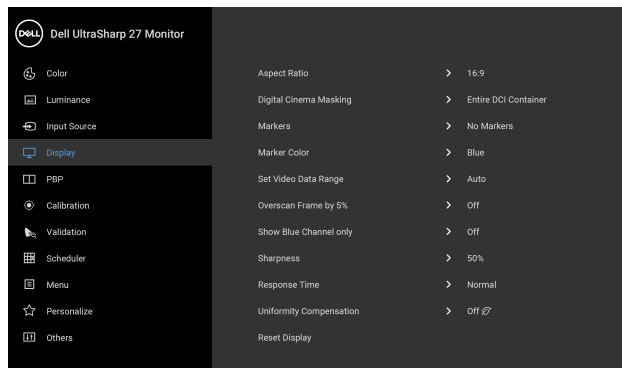 DELL Dell UltraSharp 27 Monitor
Color
Luminance
Input Source
Display
PBP
Calibration
Validation
Scheduler
Menu
Personalize
Others
Aspect Ratio > 16:9
Digital Cinema Masking > Entire DCI Container
Markers > No Markers
Marker Color > Blue
Set Video Data Range > Auto
Overscan Frame by 5% > Off
Show Blue Channel only > Off
Sharpness > 50%
Response Time > Normal
Uniformity Compensation > Off
Reset Display